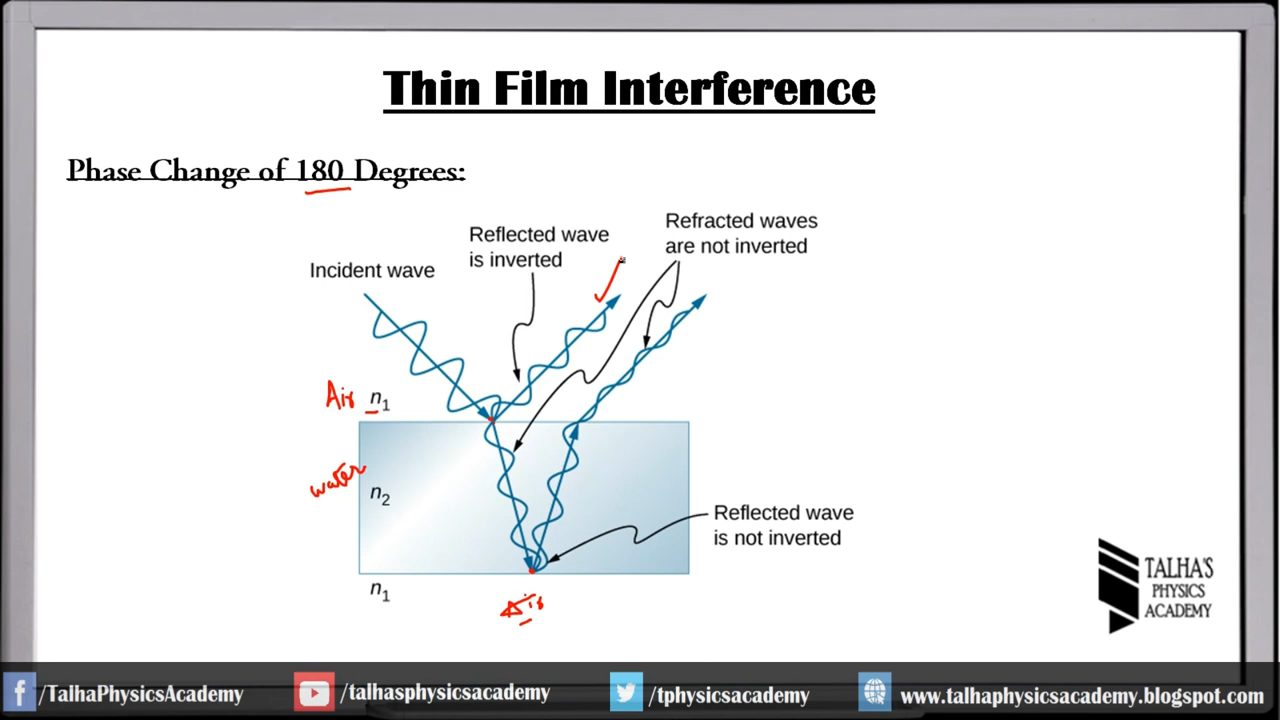 Thin Film Interference
Phase Change of 180 Degrees:
Reflected wave
is inverted
Refracted waves
are not inverted
Incident wave
Air n1
water
n2
Reflected wave
is not inverted
n1
Air
TALHA'S
PHYSICS
ACADEMY
/TalhaPhysicsAcademy
/talhasphysicsacademy
/tphysicsacademy
www.talhaphysicsacademy.blogspot.com